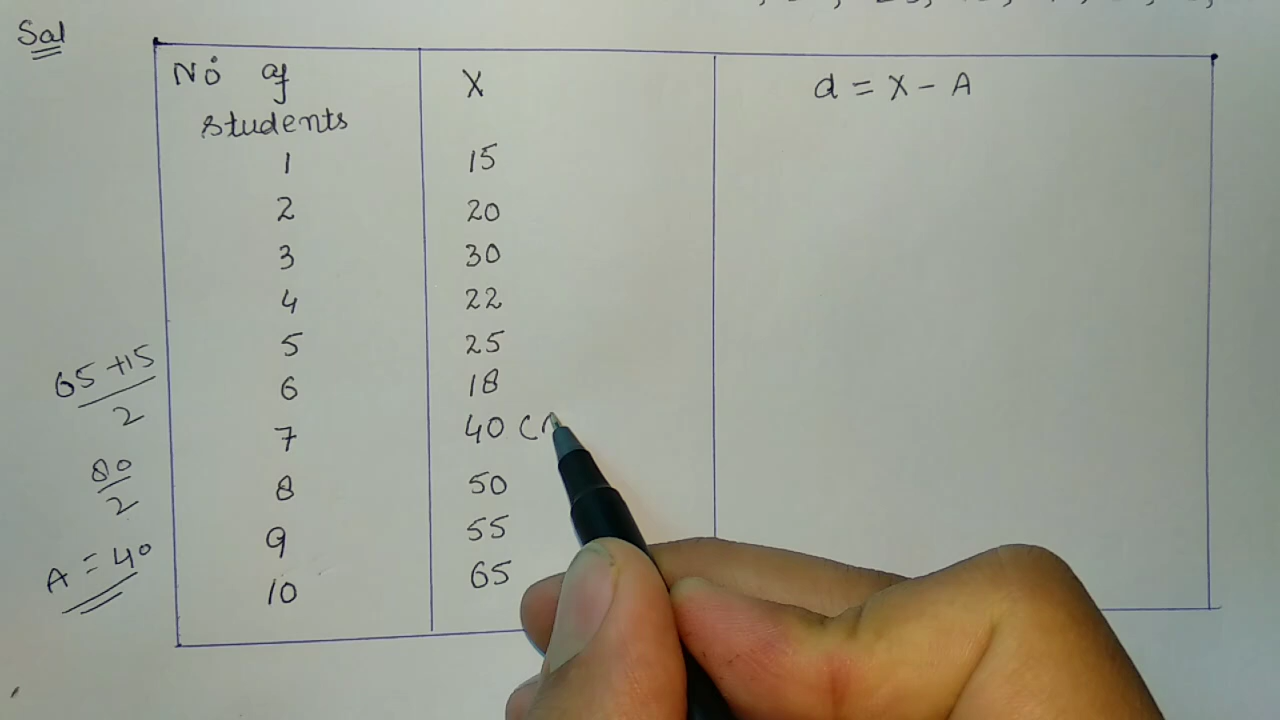 Sol
No of students X d = X - A
1 15
2 20
3 30
4 22
5 25
6 18
7 40 (
8 50
9 55
10 65
65 + 15
2
80
2
A = 40